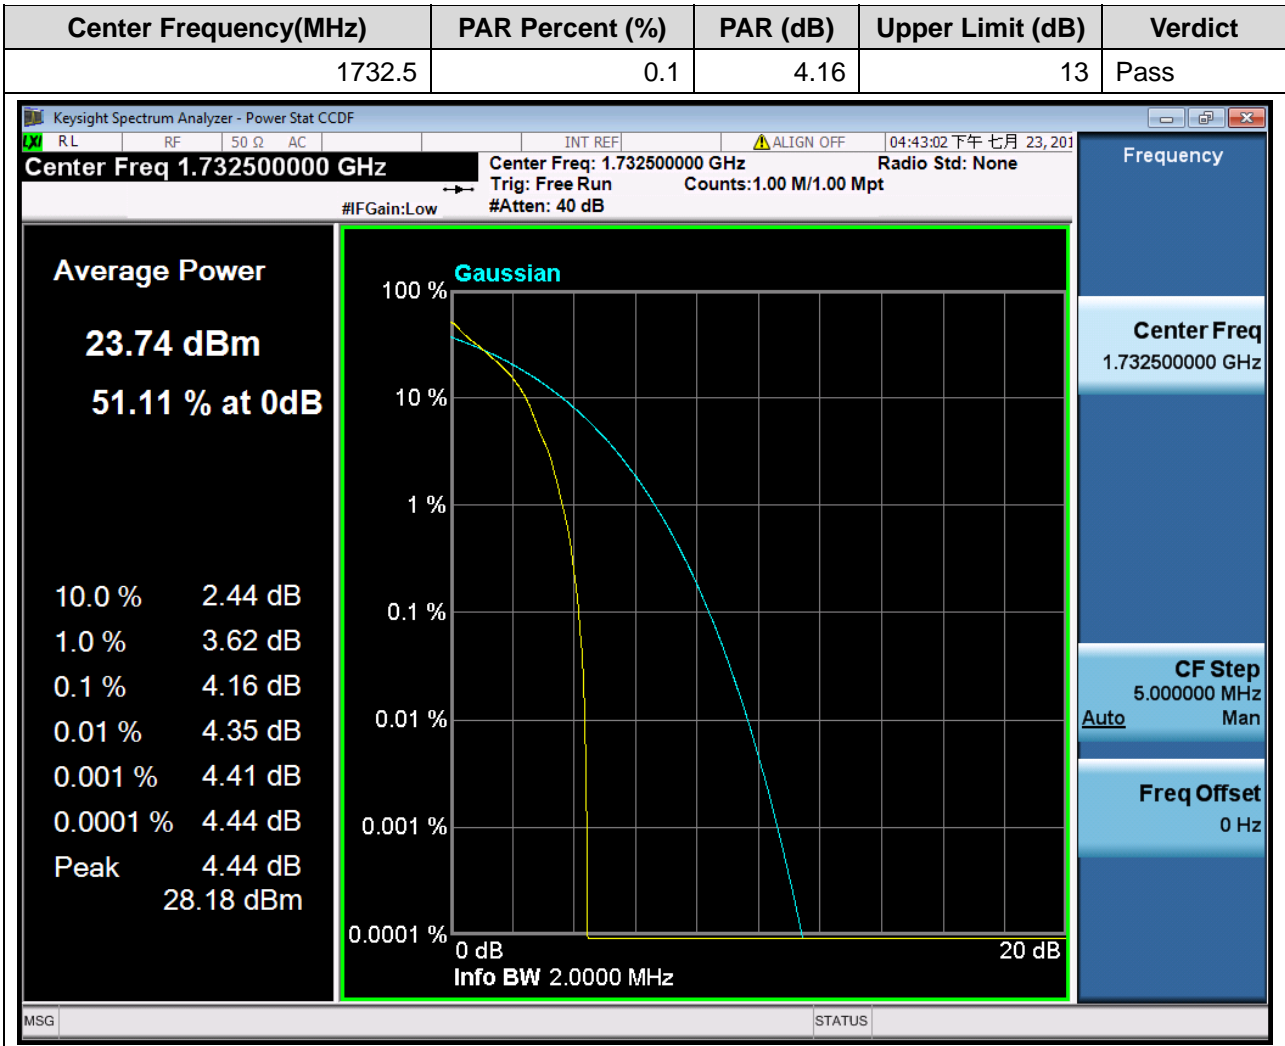 Center Frequency(MHz) PAR Percent (%) PAR (dB) Upper Limit (dB) Verdict
1732.5 0.1 4.16 13 Pass
Keysight Spectrum Analyzer - Power Stat CCDF
LXI RL RF 50 Ω AC INT REF ALIGN OFF 04:43:02 下午 七月 23, 201
Center Freq 1.732500000 GHz
Center Freq: 1.732500000 GHz Radio Std: None
Trig: Free Run Counts:1.00 M/1.00 Mpt
#IFGain:Low #Atten: 40 dB
Average Power
23.74 dBm
51.11 % at 0dB
10.0 % 2.44 dB
1.0 % 3.62 dB
0.1 % 4.16 dB
0.01 % 4.35 dB
0.001 % 4.41 dB
0.0001 % 4.44 dB
Peak 4.44 dB
28.18 dBm
Gaussian
100 %
10 %
1 %
0.1 %
0.01 %
0.001 %
0.0001 %
0 dB 20 dB
Info BW 2.0000 MHz
Frequency
Center Freq
1.732500000 GHz
CF Step
5.000000 MHz
Auto Man
Freq Offset
0 Hz
MSG STATUS